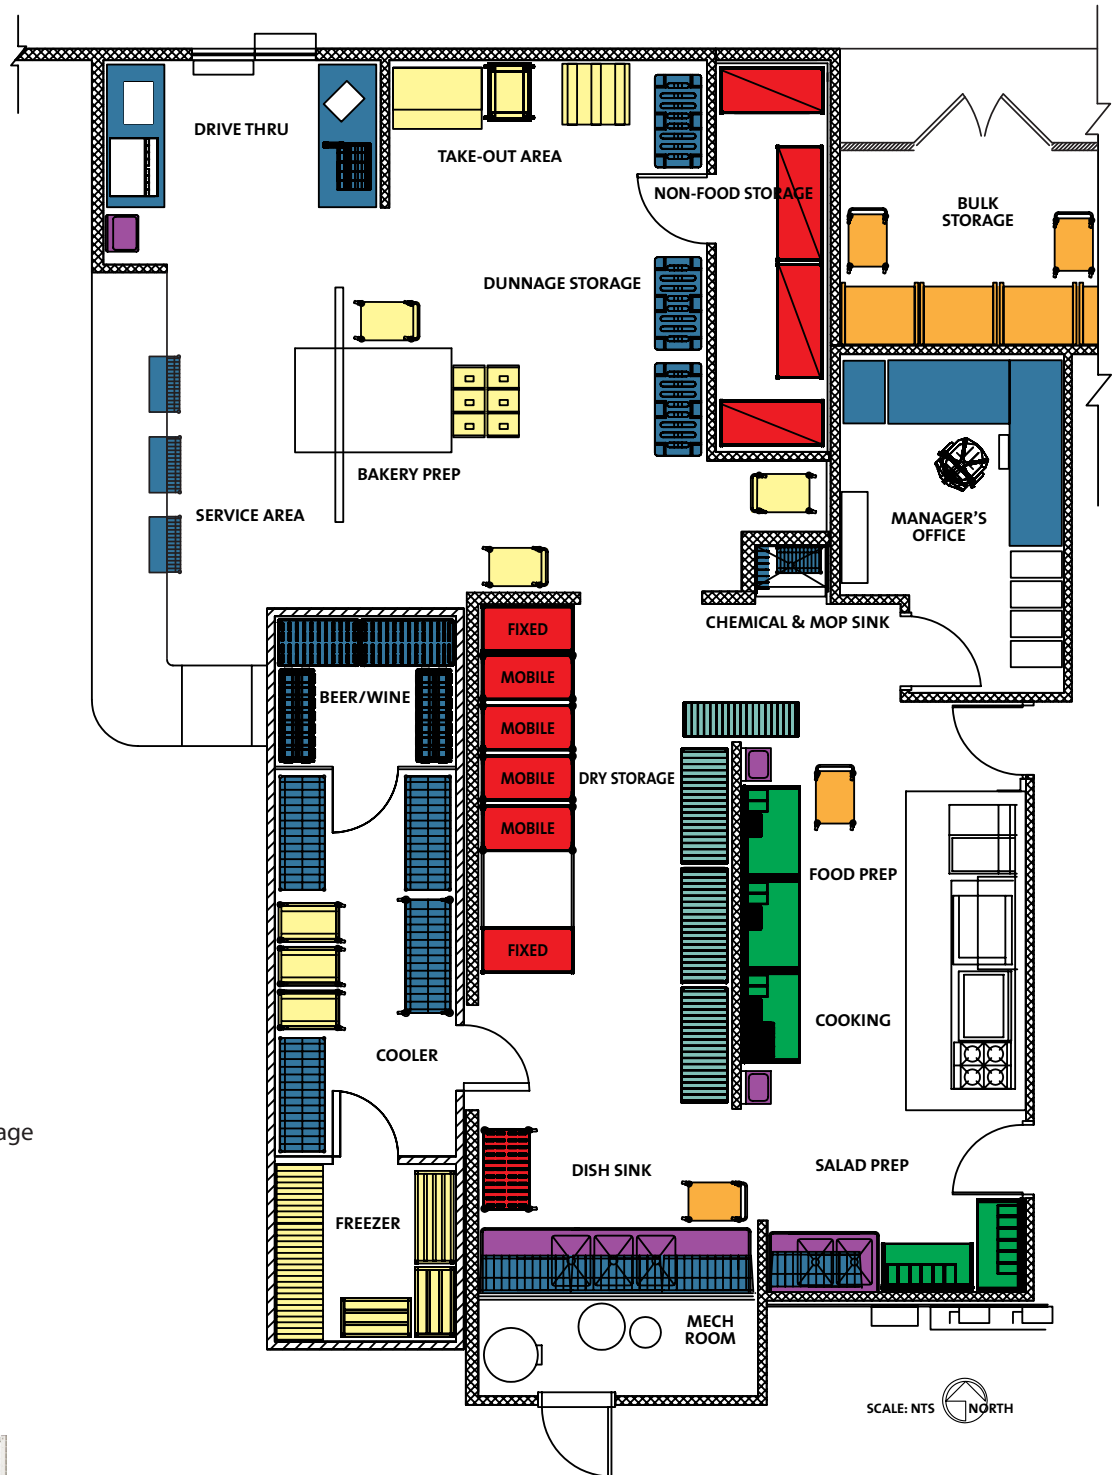 DRIVE THRU
TAKE-OUT AREA
NON-FOOD STORAGE
BULK
STORAGE
DUNNAGE STORAGE
BAKERY PREP
SERVICE AREA
MANAGER'S
OFFICE
CHEMICAL & MOP SINK
FIXED
MOBILE
MOBILE
MOBILE
MOBILE
FIXED
BEER/WINE
DRY STORAGE
FOOD PREP
COOKING
COOLER
age
DISH SINK
SALAD PREP
FREEZER
MECH
ROOM
SCALE: NTS
NORTH